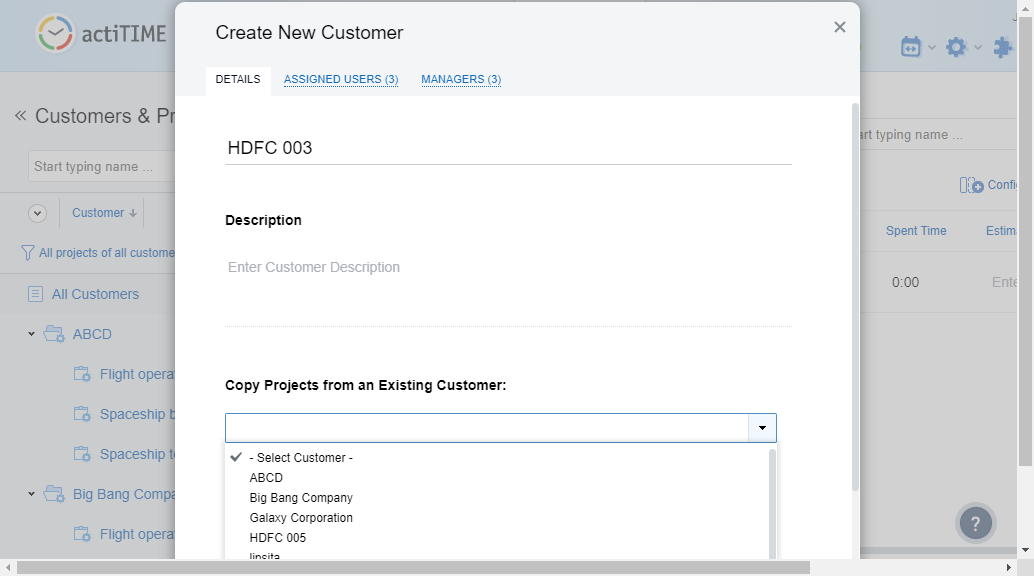 actiTIME
Create New Customer
DETAILS
ASSIGNED USERS (3)
MANAGERS (3)
Customers & Pr
Start typing name ...
Customer
All projects of all custome
All Customers
ABCD
Flight opera
Spaceship b
Spaceship t
Big Bang Compa
Flight opera
HDFC 003
Description
Enter Customer Description
Copy Projects from an Existing Customer:
- Select Customer -
ABCD
Big Bang Company
Galaxy Corporation
HDFC 005
lipsita
art typing name ...
Confi
Spent Time
Estim
0:00
Ente
?